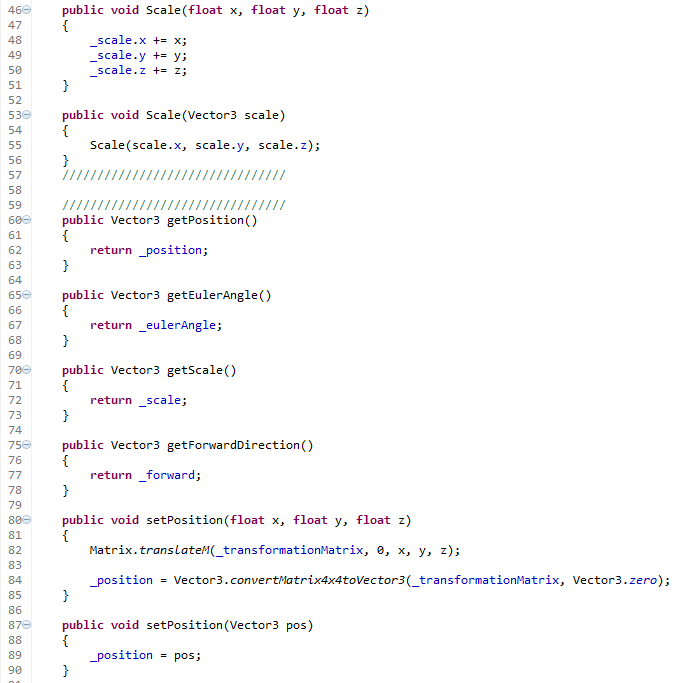 46 public void Scale(float x, float y, float z)
47 {
48 _scale.x += x;
49 _scale.y += y;
50 _scale.z += z;
51 }
52
53 public void Scale(Vector3 scale)
54 {
55 Scale(scale.x, scale.y, scale.z);
56 }
57 ////////////////////////////////
58
59 ////////////////////////////////
60 public Vector3 getPosition()
61 {
62 return _position;
63 }
64
65 public Vector3 getEulerAngle()
66 {
67 return _eulerAngle;
68 }
69
70 public Vector3 getScale()
71 {
72 return _scale;
73 }
74
75 public Vector3 getForwardDirection()
76 {
77 return _forward;
78 }
79
80 public void setPosition(float x, float y, float z)
81 {
82 Matrix.translateM(_transformationMatrix, 0, x, y, z);
83
84 _position = Vector3.convertMatrix4x4toVector3(_transformationMatrix, Vector3.zero);
85 }
86
87 public void setPosition(Vector3 pos)
88 {
89 _position = pos;
90 }